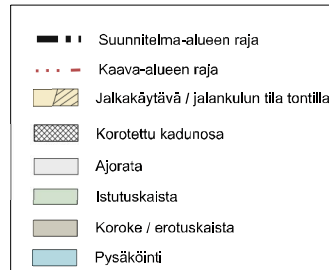 Suunnitelma-alueen raja
Kaava-alueen raja
Jalkakäytävä / jalankulun tila tontilla
Korotettu kadunosa
Ajorata
Istutuskaista
Koroke / erotuskaista
Pysäköinti